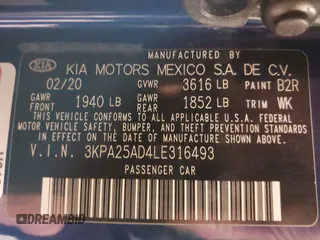 MANUFACTURED BY
KIA KIA MOTORS MEXICO S.A. DE C.V.
02/20 GVWR 3616 LB PAINT B2R
GAWR GAWR
FRONT 1940 LB REAR 1852 LB TRIM WK
THIS VEHICLE CONFORMS TO ALL APPLICABLE U.S. FEDERAL
MOTOR VEHICLE SAFETY, BUMPER, AND THEFT PREVENTION
STANDARDS IN EFFECT ON THE DATE OF MANUFACTURE SHOWN ABOVE.
V.I.N. 3KPA25AD4LE316493
PASSENGER CAR
DREAMBID